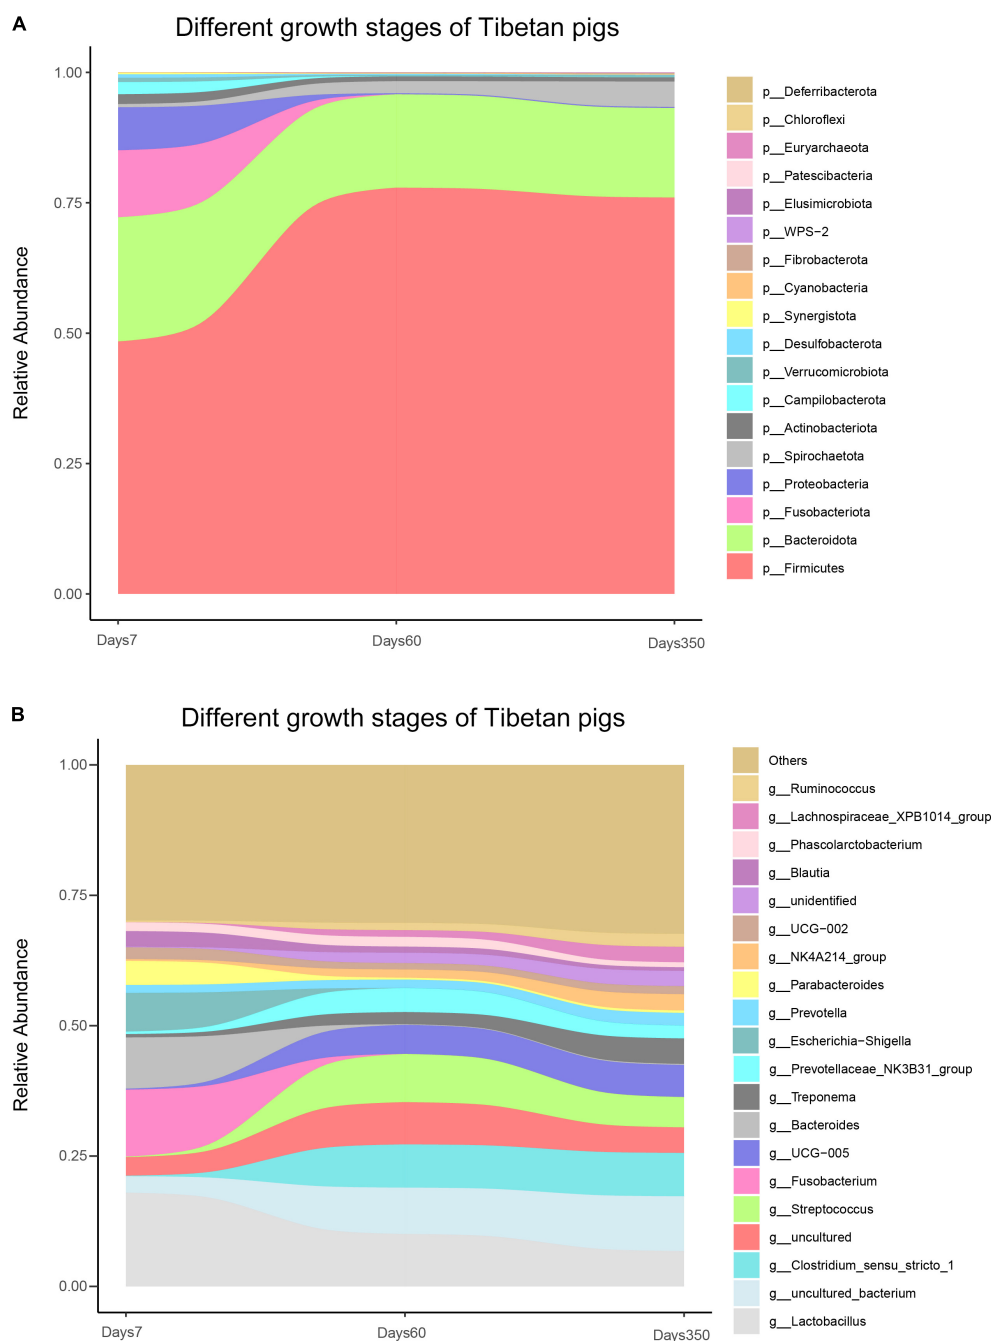 A
Different growth stages of Tibetan pigs
Relative Abundance
1.00
0.75
0.50
0.25
0.00
Days7
Days60
Days350
p__Deferribacterota
p__Chloroflexi
p__Euryarchaeota
p__Patescibacteria
p__Elusimicrobiota
p__WPS−2
p__Fibrobacterota
p__Cyanobacteria
p__Synergistota
p__Desulfobacterota
p__Verrucomicrobiota
p__Campilobacterota
p__Actinobacteriota
p__Spirochaetota
p__Proteobacteria
p__Fusobacteriota
p__Bacteroidota
p__Firmicutes
B
Different growth stages of Tibetan pigs
Relative Abundance
1.00
0.75
0.50
0.25
0.00
Days7
Days60
Days350
Others
g__Ruminococcus
g__Lachnospiraceae_XPB1014_group
g__Phascolarctobacterium
g__Blautia
g__unidentified
g__UCG−002
g__NK4A214_group
g__Parabacteroides
g__Prevotella
g__Escherichia−Shigella
g__Prevotellaceae_NK3B31_group
g__Treponema
g__Bacteroides
g__UCG−005
g__Fusobacterium
g__Streptococcus
g__uncultured
g__Clostridium_sensu_stricto_1
g__uncultured_bacterium
g__Lactobacillus